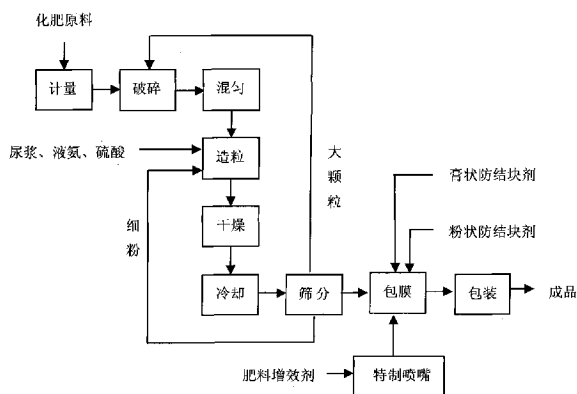 化肥原料
计量
破碎
混匀
尿浆、液氨、硫酸
造粒
大颗粒
膏状防结块剂
细粉
干燥
粉状防结块剂
冷却
筛分
包膜
包装
成品
肥料增效剂
特制喷嘴